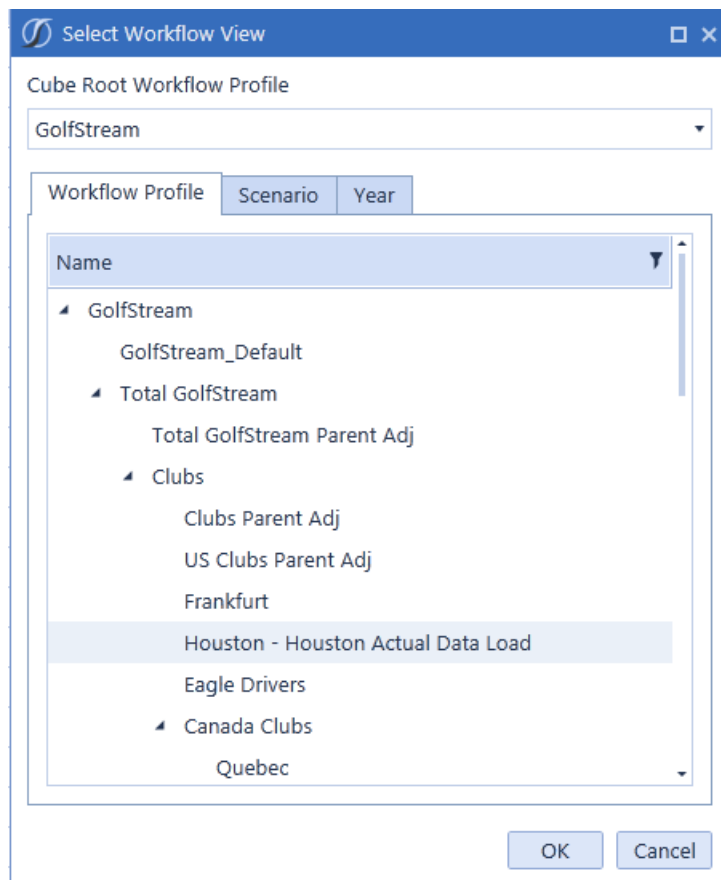 Select Workflow View
Cube Root Workflow Profile
GolfStream
Workflow Profile Scenario Year
Name
GolfStream
GolfStream_Default
Total GolfStream
Total GolfStream Parent Adj
Clubs
Clubs Parent Adj
US Clubs Parent Adj
Frankfurt
Houston - Houston Actual Data Load
Eagle Drivers
Canada Clubs
Quebec
OK Cancel